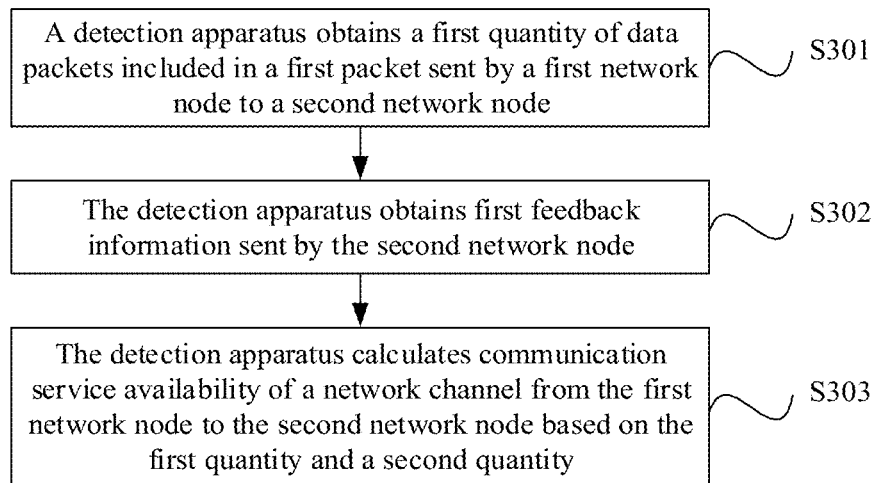 A detection apparatus obtains a first quantity of data
packets included in a first packet sent by a first network
node to a second network node
S301
The detection apparatus obtains first feedback
information sent by the second network node
S302
The detection apparatus calculates communication
service availability of a network channel from the first
network node to the second network node based on the
first quantity and a second quantity
S303